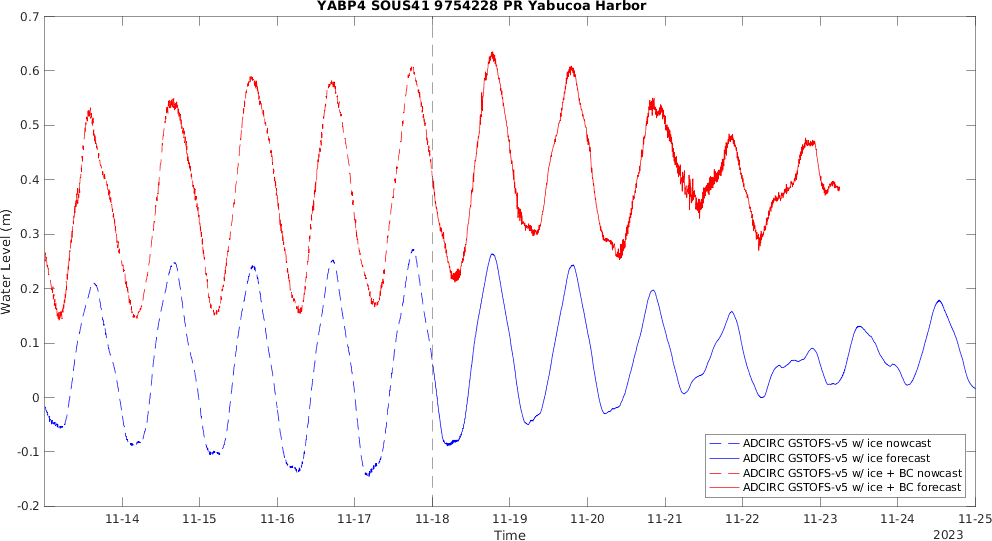 YABP4 SOUS41 9754228 PR Yabucoa Harbor
Water Level (m)
0.7
0.6
0.5
0.4
0.3
0.2
0.1
0
-0.1
-0.2
ADCIRC GSTOFS-v5 w/ ice nowcast
ADCIRC GSTOFS-v5 w/ ice forecast
ADCIRC GSTOFS-v5 w/ ice + BC nowcast
ADCIRC GSTOFS-v5 w/ ice + BC forecast
11-14 11-15 11-16 11-17 11-18 11-19 11-20 11-21 11-22 11-23 11-24 11-25
Time
2023